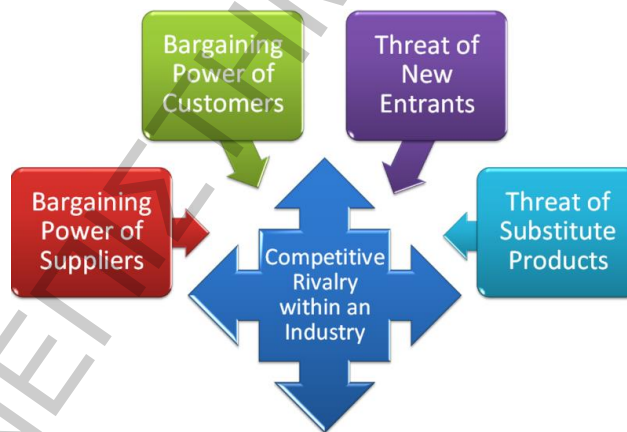 Bargaining
Power of
Customers
Threat of
New
Entrants
Bargaining
Power of
Suppliers
Threat of
Substitute
Products
Competitive
Rivalry
within an
Industry